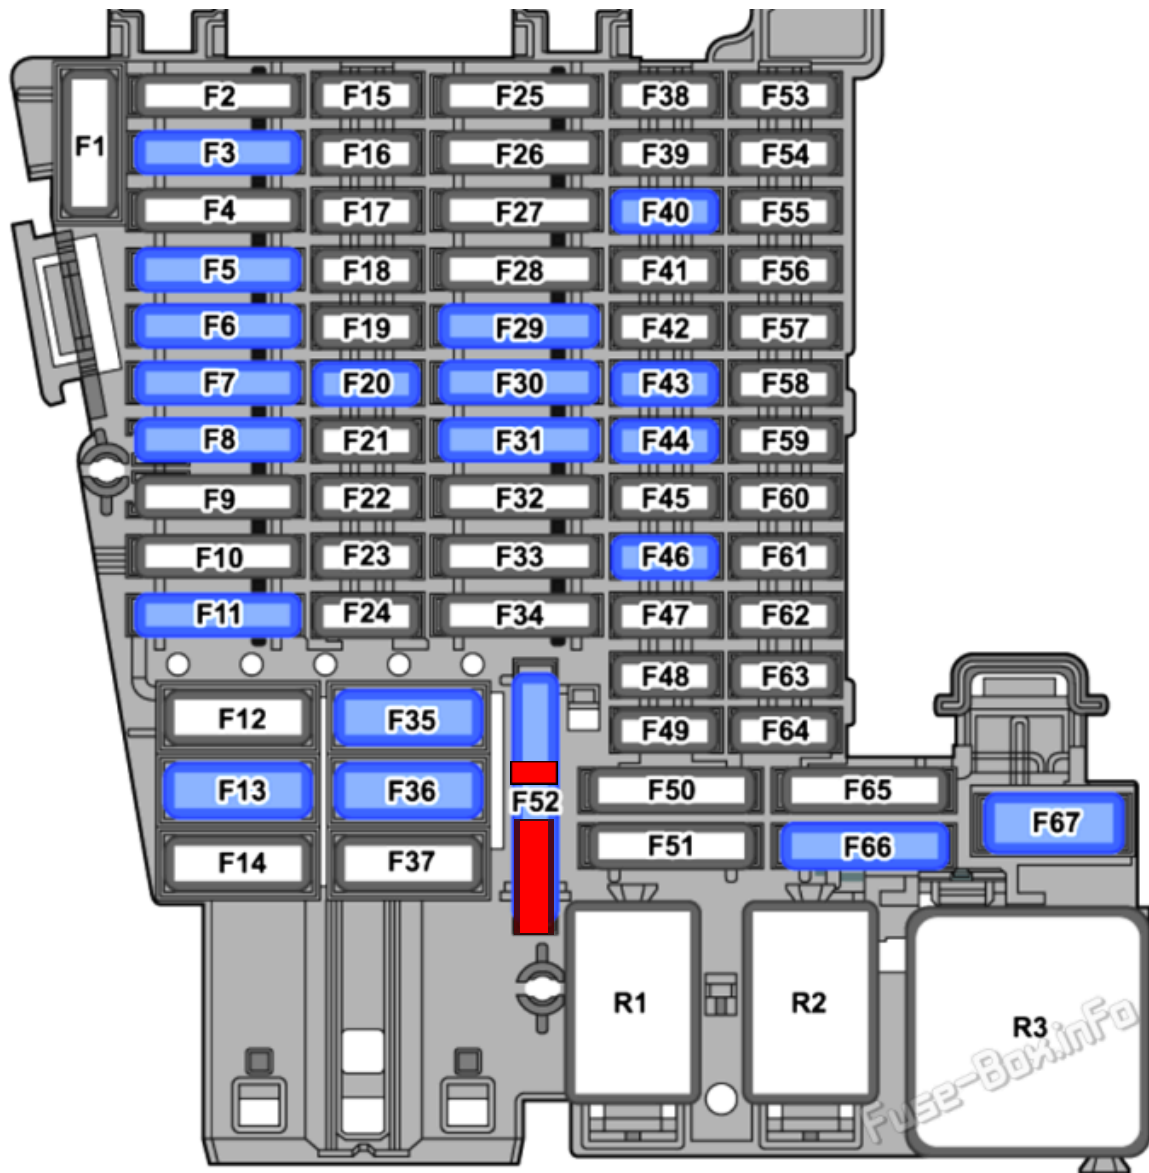 F2 F15 F25 F38 F53
F1
F3 F16 F26 F39 F54
F4 F17 F27 F40 F55
F5 F18 F28 F41 F56
F6 F19 F29 F42 F57
F7 F20 F30 F43 F58
F8 F21 F31 F44 F59
F9 F22 F32 F45 F60
F10 F23 F33 F46 F61
F11 F24 F34 F47 F62
F48 F63
F12 F35 F49 F64
F13 F36 F52 F50 F65
F67
F14 F37 F51 F66
R1 R2 R3
Fuse-Box.info